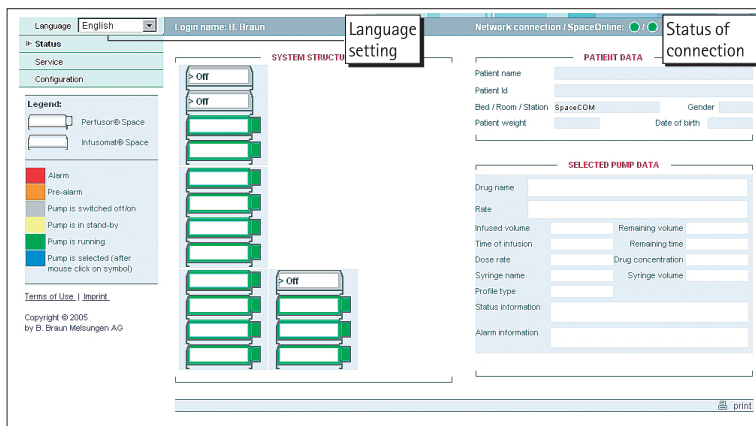 Language English
Login name: B. Braun
Language setting
Network connection / SpaceOnline: /
Status of connection
Status
Service
Configuration
Legend:
Perfusor® Space
Infusomat® Space
Alarm
Pre-alarm
Pump is switched off/on
Pump is in stand-by
Pump is running
Pump is selected (after
mouse click on symbol)
Terms of Use | Imprint
Copyright © 2005
by B. Braun Melsungen AG
SYSTEM STRUCTU
> Off
> Off
> Off
PATIENT DATA
Patient name
Patient Id
Bed / Room / Station SpaceCOM Gender
Patient weight Date of birth
SELECTED PUMP DATA
Drug name
Rate
Infused volume Remaining volume
Time of infusion Remaining time
Dose rate Drug concentration
Syringe name Syringe volume
Profile type
Status information
Alarm information
print